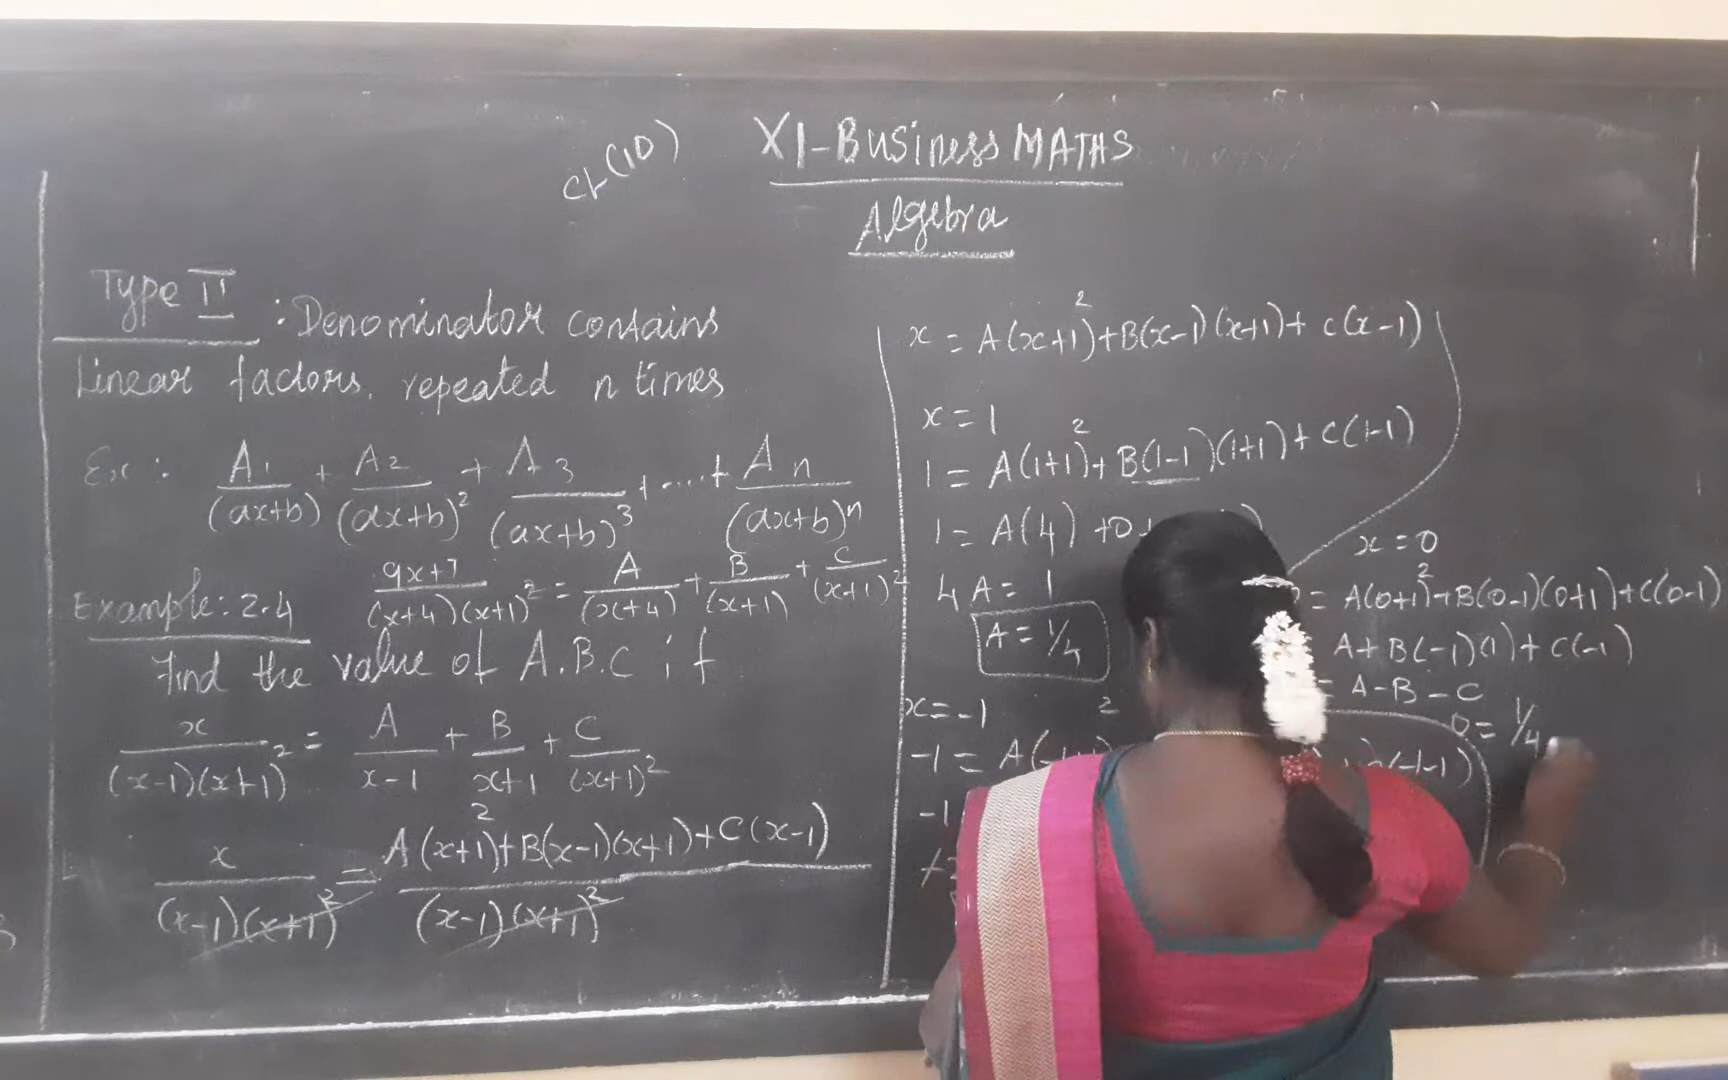 CL(10)
XI-Business MATHS
Algebra
Type II : Denominator contains
Linear factors, repeated n times
Ex: A1/(ax+b) + A2/(ax+b)^2 + A3/(ax+b)^3 + ....+ An/(ax+b)^n
Example: 2.4 9x+7/(x+4)(x+1)^2 = A/(x+4) + B/(x+1) + C/(x+1)^2
Find the value of A.B.C if
x/(x-1)(x+1)^2 = A/x-1 + B/x+1 + C/(x+1)^2
x/(x-1)(x+1)^2 = A(x+1)^2+B(x-1)(x+1)+C(x-1)/(x-1)(x+1)^2
x = A(x+1)^2+B(x-1)(x+1)+C(x-1)
x = 1
1 = A(1+1)^2+B(1-1)(1+1)+C(1-1)
1 = A(4) +0
4A = 1
A = 1/4
x = -1
-1 = A(
-1
x = 0
= A(0+1)^2+B(0-1)(0+1)+C(0-1)
A+B(-1)(1)+C(-1)
= A-B-C
0 = 1/4